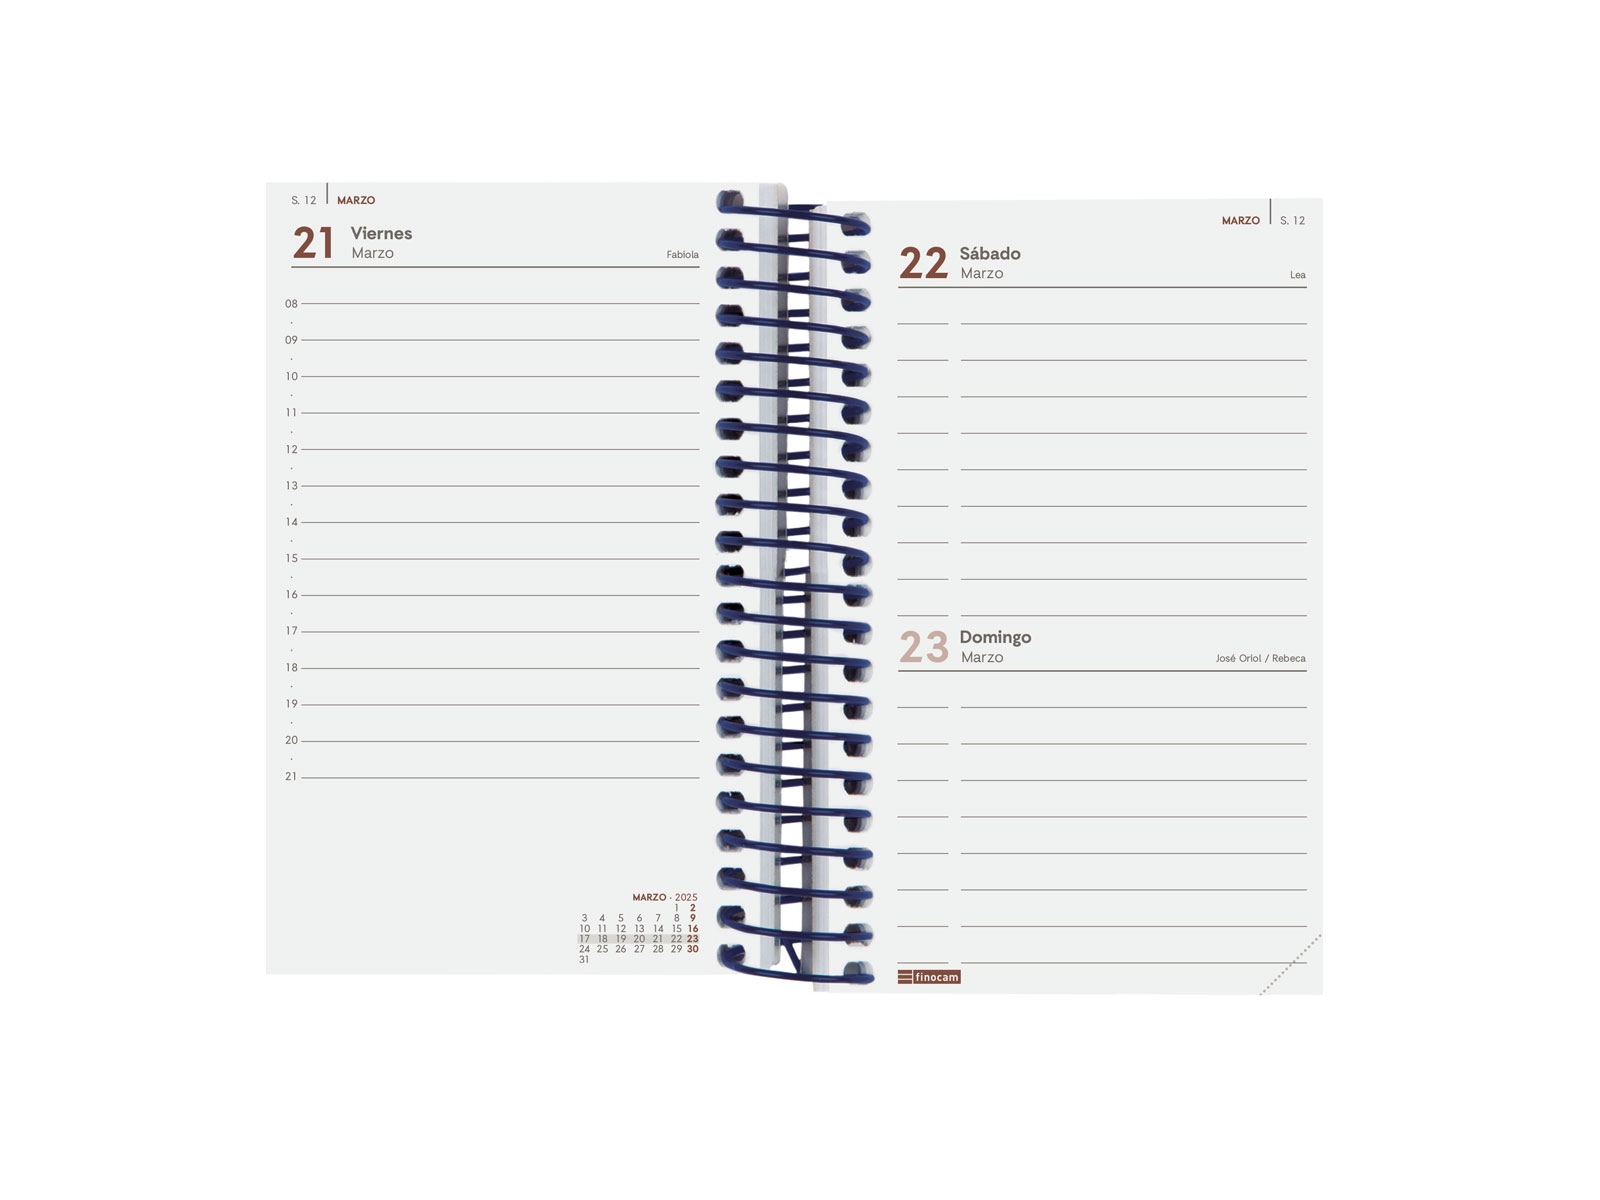 S. 12 MARZO
21 Viernes
Marzo
Fabiola
08
.
09
.
10
.
11
.
12
.
13
.
14
.
15
.
16
.
17
.
18
.
19
.
20
.
21
MARZO · 2025
1 2
3 4 5 6 7 8 9
10 11 12 13 14 15 16
17 18 19 20 21 22 23
24 25 26 27 28 29 30
31
MARZO S. 12
22 Sábado
Marzo
Lea
23 Domingo
Marzo
José Oriol / Rebeca
finocam